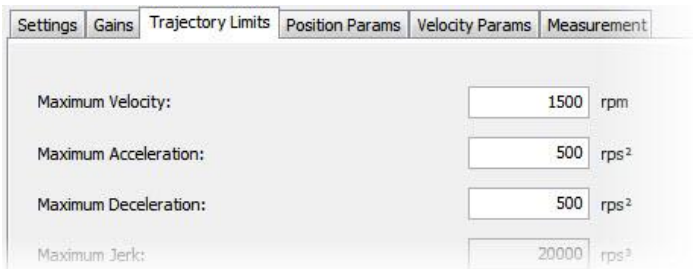 Settings Gains Trajectory Limits Position Params Velocity Params Measurement
Maximum Velocity: 1500 rpm
Maximum Acceleration: 500 rps²
Maximum Deceleration: 500 rps²
Maximum Jerk: 20000 rps³